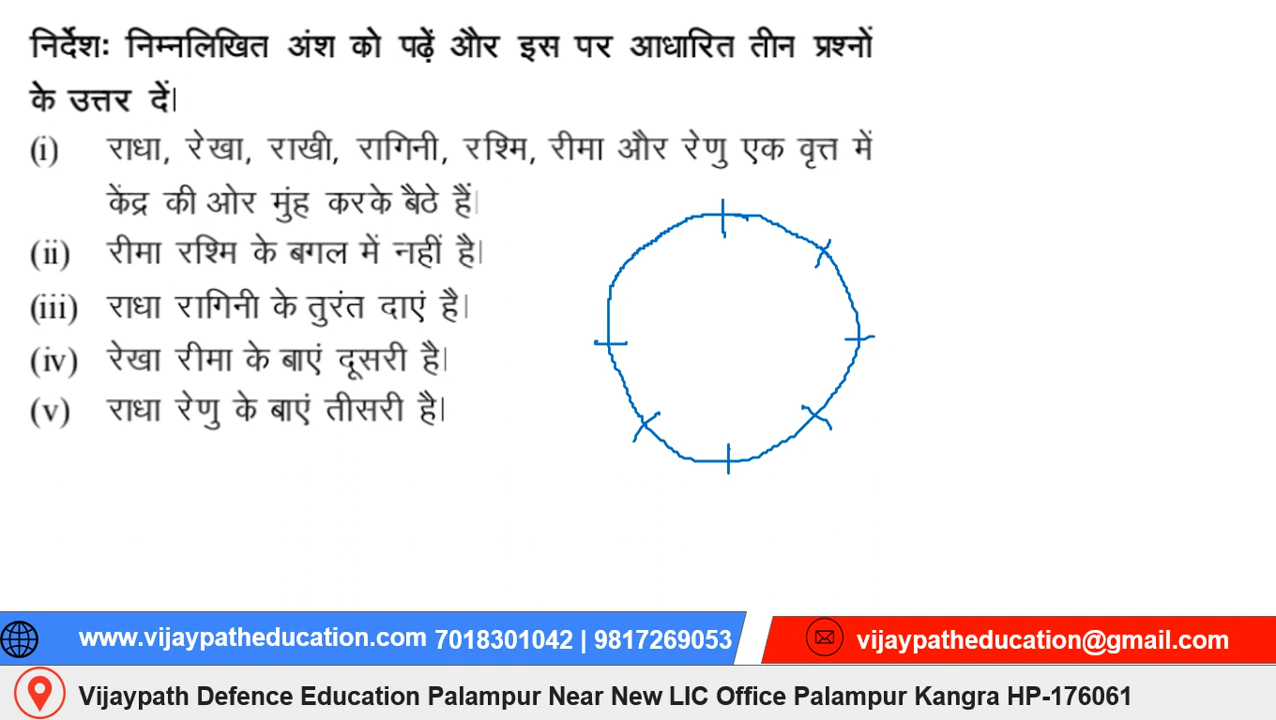 निर्देशः निम्नलिखित अंश को पढ़ें और इस पर आधारित तीन प्रश्नों
के उत्तर दें।
(i) राधा, रेखा, राखी, रागिनी, रश्मि, रीमा और रेणु एक वृत्त में
केंद्र की ओर मुंह करके बैठे हैं।
(ii) रीमा रश्मि के बगल में नहीं है।
(iii) राधा रागिनी के तुरंत दाएं है।
(iv) रेखा रीमा के बाएं दूसरी है।
(v) राधा रेणु के बाएं तीसरी है।
www.vijaypatheducation.com 7018301042 | 9817269053
vijaypatheducation@gmail.com
Vijaypath Defence Education Palampur Near New LIC Office Palampur Kangra HP-176061